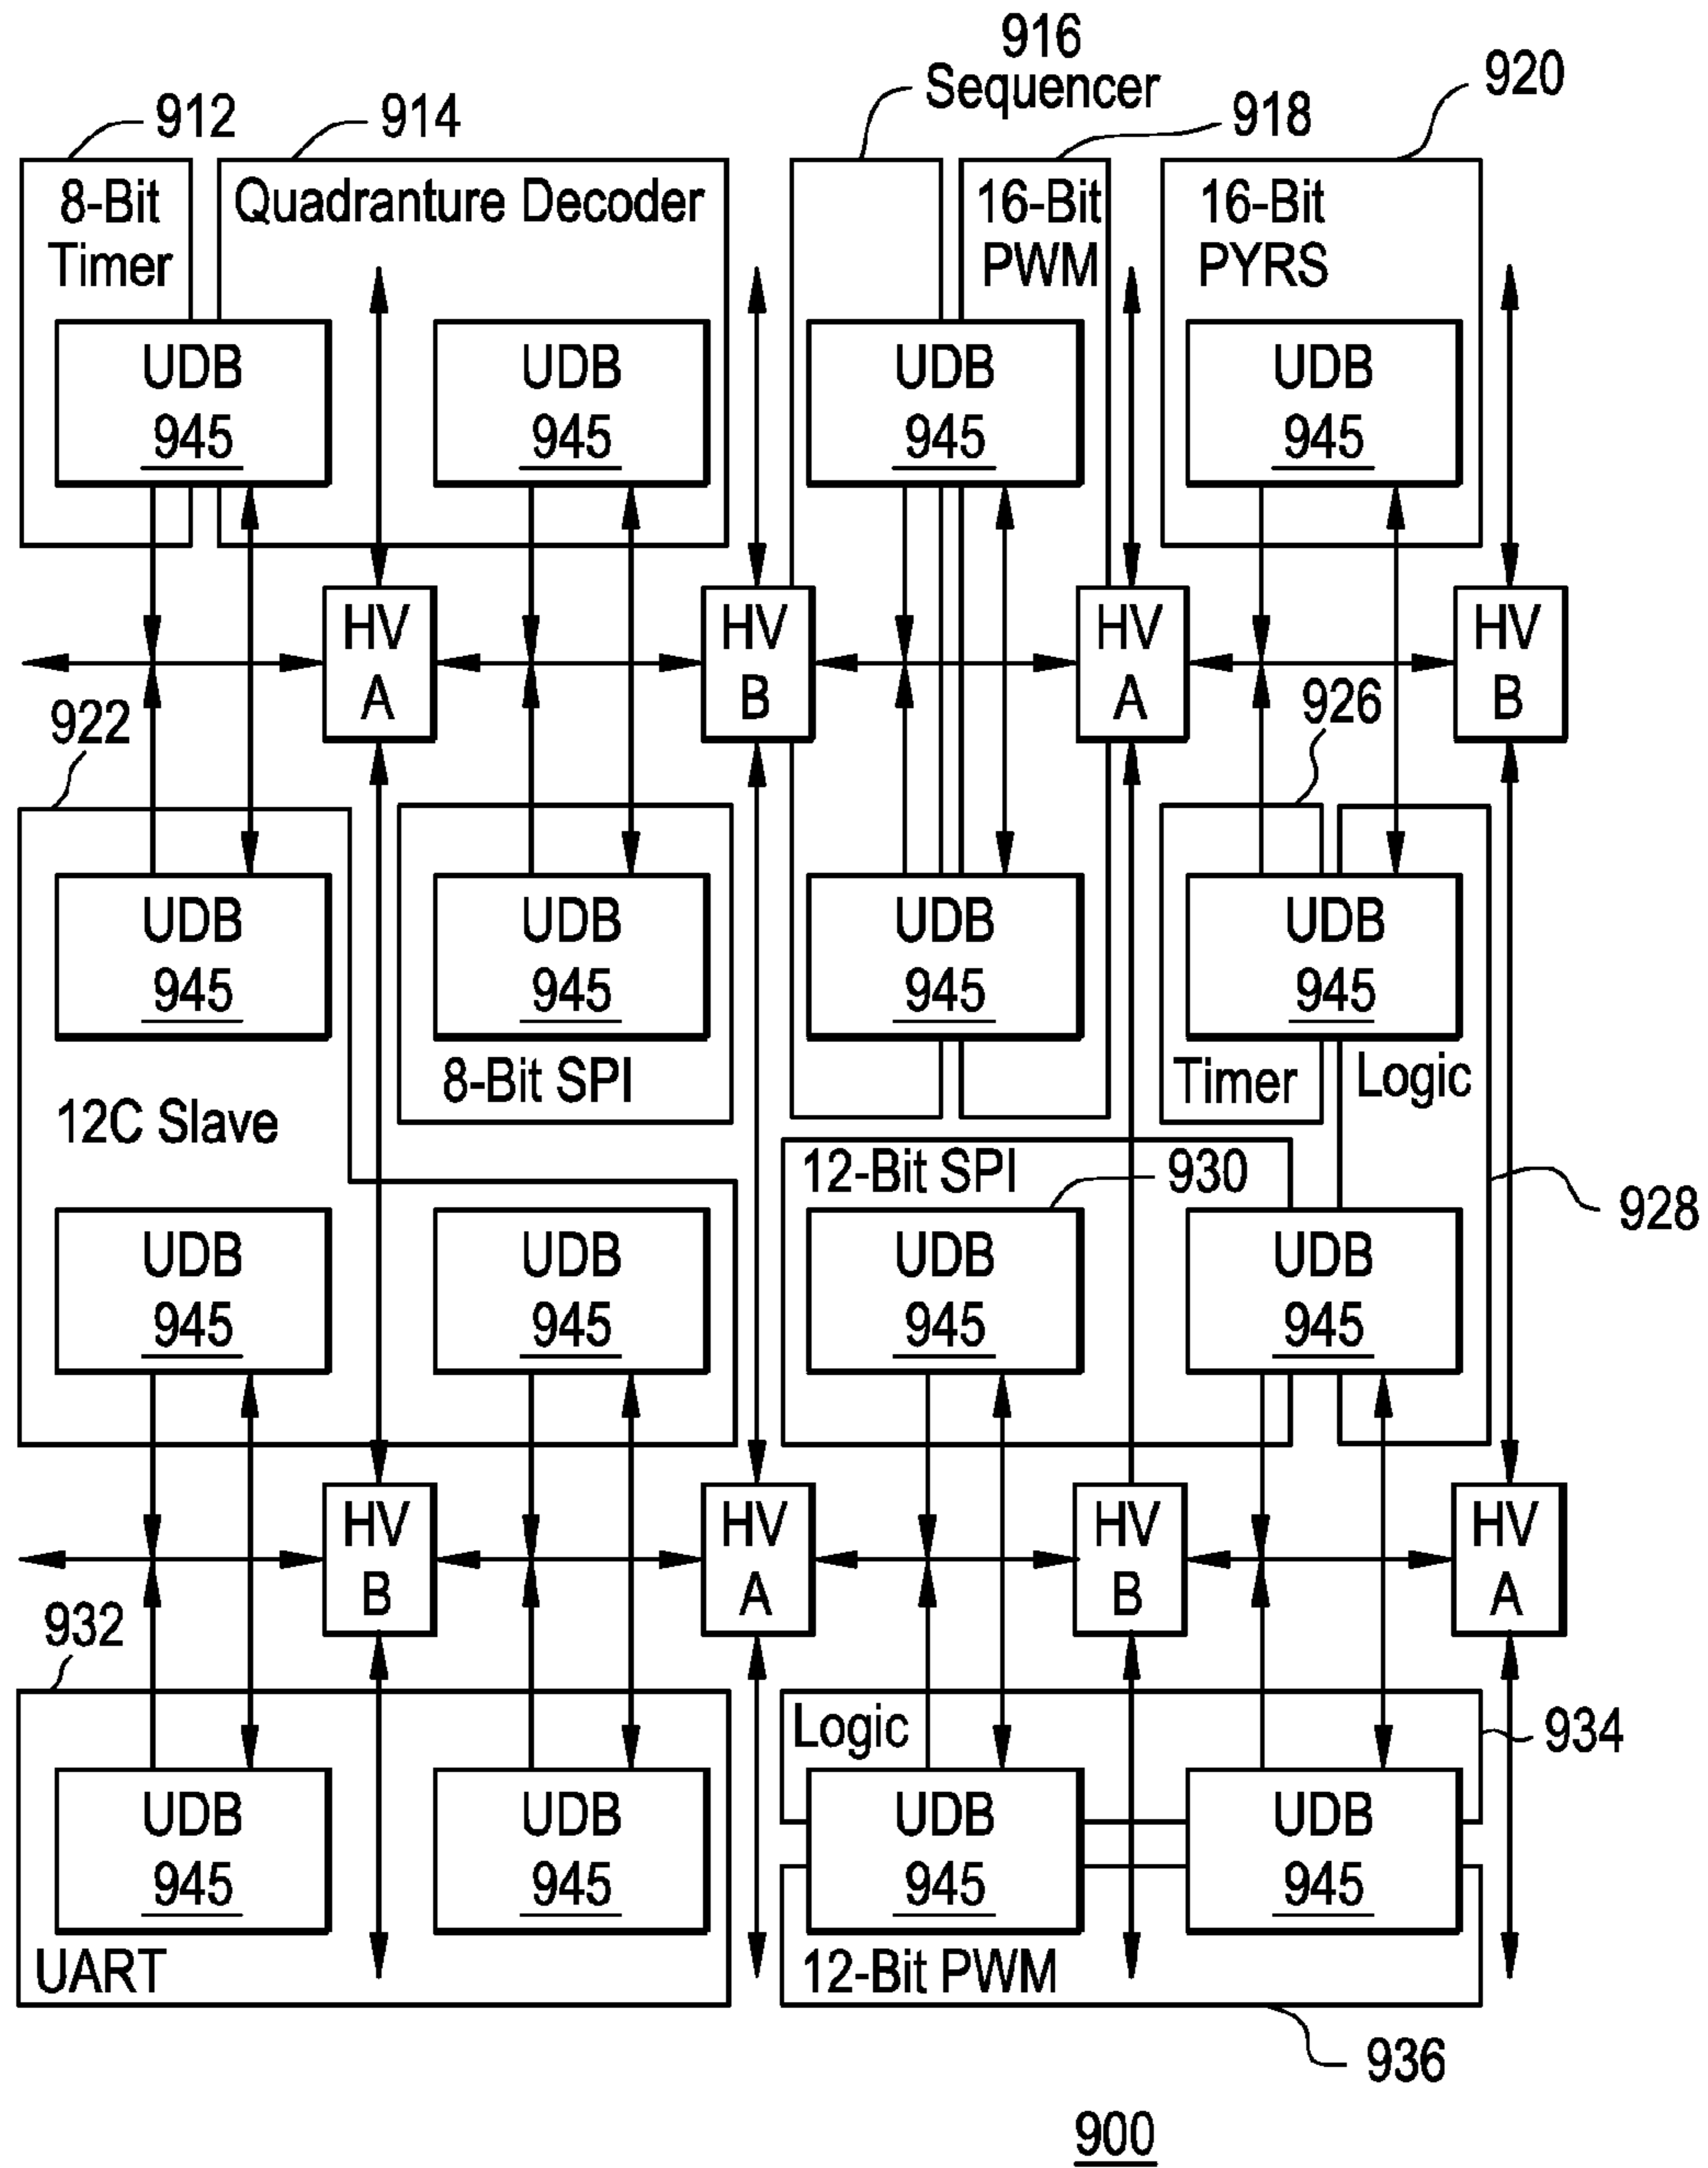 916
Sequencer
920
912
914
918
8-Bit
Timer
Quadranture Decoder
16-Bit
PWM
16-Bit
PYRS
UDB
945
UDB
945
UDB
945
UDB
945
HV
A
HV
B
HV
A
HV
B
922
926
UDB
945
UDB
945
UDB
945
UDB
945
8-Bit SPI
Timer
Logic
12C Slave
12-Bit SPI
930
928
UDB
945
UDB
945
UDB
945
UDB
945
HV
B
HV
A
HV
B
HV
A
932
Logic
934
UDB
945
UDB
945
UDB
945
UDB
945
UART
12-Bit PWM
936
900